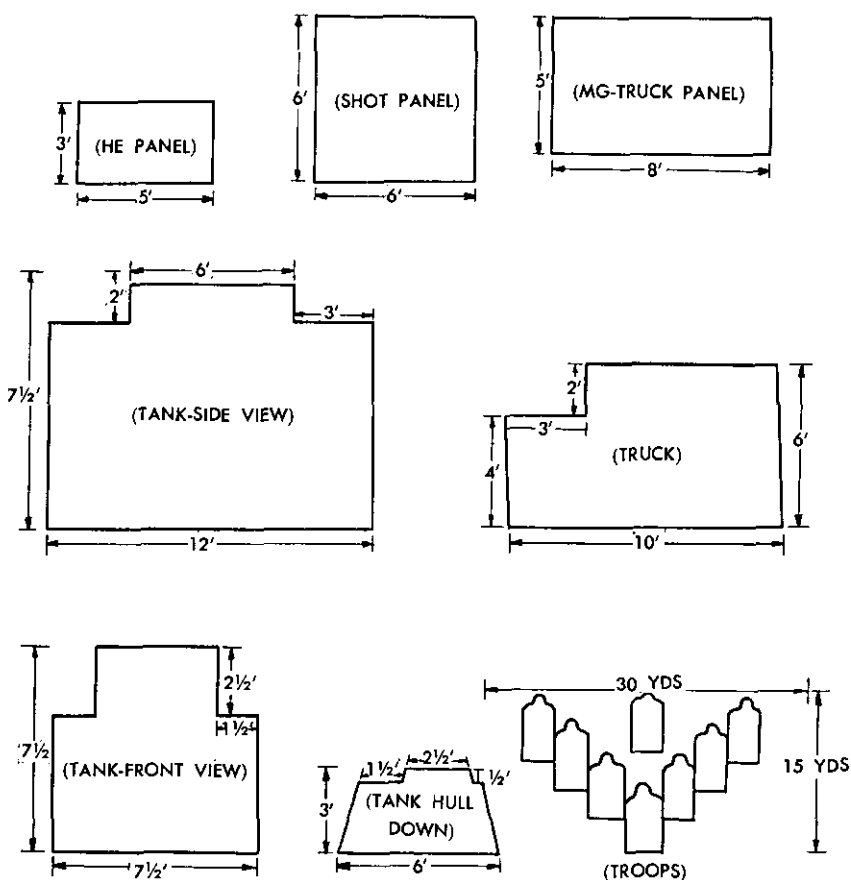 3'
(HE PANEL)
5'
6'
(SHOT PANEL)
6'
5'
(MG-TRUCK PANEL)
8'
6'
2'
3'
7½'
(TANK-SIDE VIEW)
12'
2'
3'
4'
(TRUCK)
6'
10'
2½'
1½'
7½
(TANK-FRONT VIEW)
7½'
2½'
1½'
½'
3'
(TANK HULL
DOWN)
6'
30 YDS
15 YDS
(TROOPS)